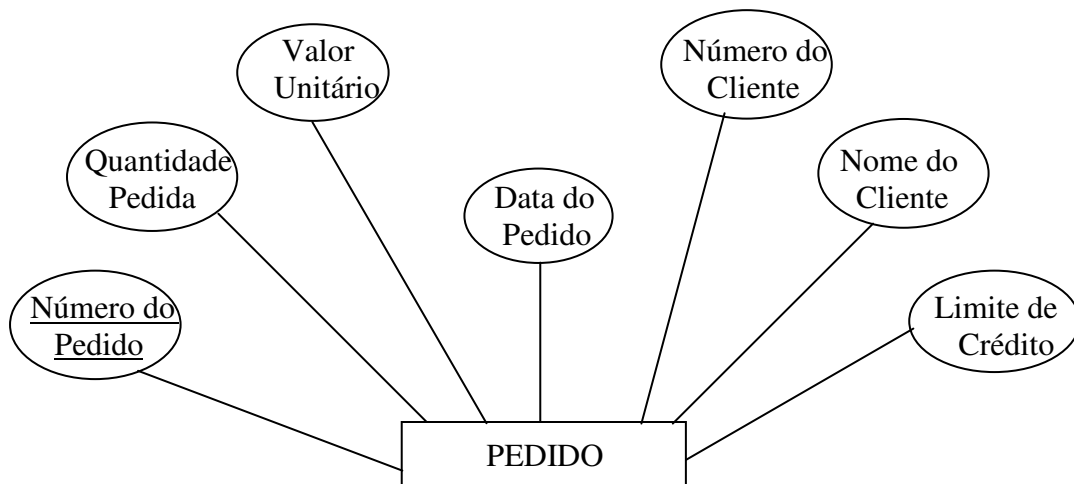 Valor
Unitário
Número do
Cliente
Quantidade
Pedida
Data do
Pedido
Nome do
Cliente
Número do
Pedido
Limite de
Crédito
PEDIDO